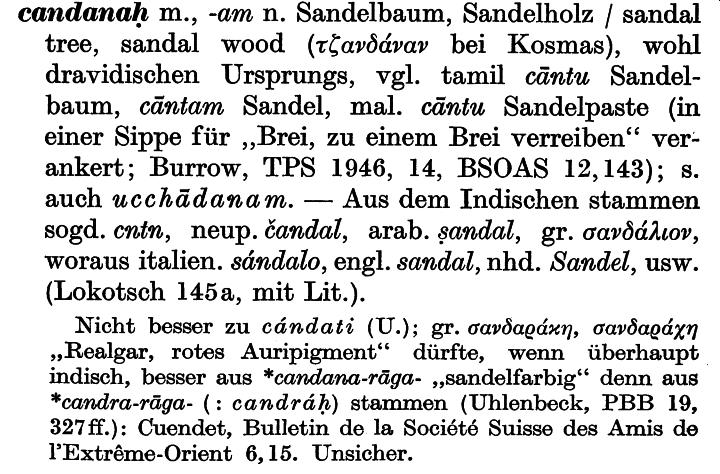 candanaḥ m., -am n. Sandelbaum, Sandelholz / sandal
tree, sandal wood (τζανδάναν bei Kosmas), wohl
dravidischen Ursprungs, vgl. tamil cāntu Sandel-
baum, cāntam Sandel, mal. cāntu Sandelpaste (in
einer Sippe für „Brei, zu einem Brei verreiben“ ver-
ankert; Burrow, TPS 1946, 14, BSOAS 12,143); s.
auch ucchādanam. — Aus dem Indischen stammen
sogd. cntn, neup. čandal, arab. ṣandal, gr. σανδάλιον,
woraus italien. sándalo, engl. sandal, nhd. Sandel, usw.
(Lokotsch 145a, mit Lit.).
Nicht besser zu cándati (U.); gr. σανδαράκη, σανδαράχη
„Realgar, rotes Auripigment“ dürfte, wenn überhaupt
indisch, besser aus *candana-rāga- „sandelfarbig“ denn aus
*candra-rāga- (: candráḥ) stammen (Uhlenbeck, PBB 19,
327ff.): Cuendet, Bulletin de la Société Suisse des Amis de
l'Extrême-Orient 6,15. Unsicher.